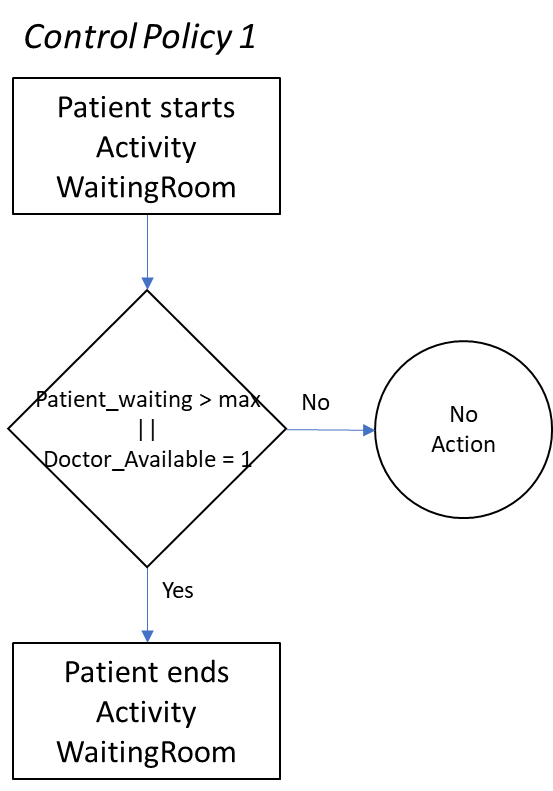 Control Policy 1
Patient starts
Activity
WaitingRoom
Patient_waiting > max
||
Doctor_Available = 1
No
No
Action
Yes
Patient ends
Activity
WaitingRoom